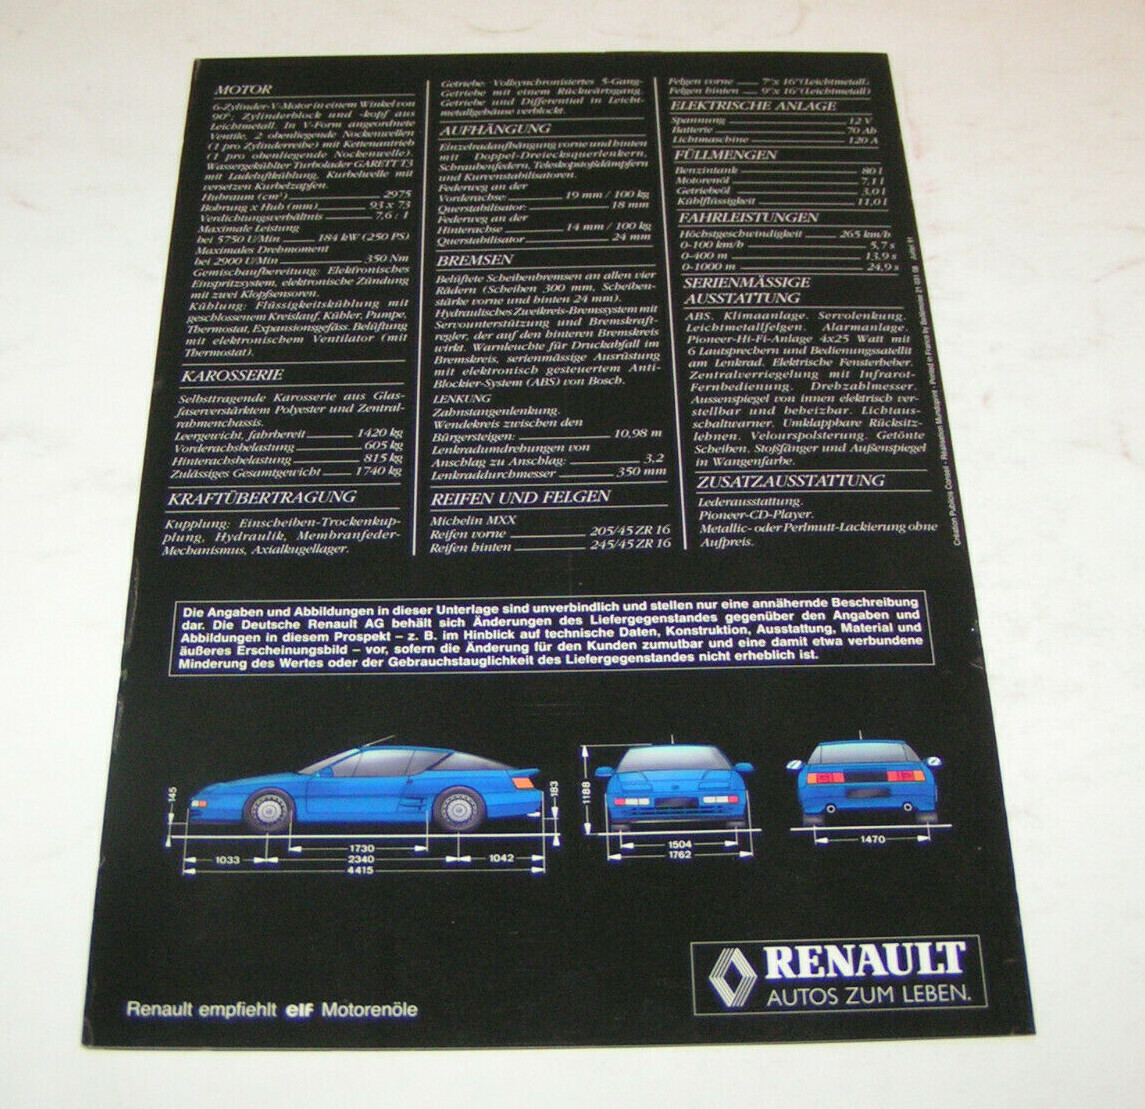 MOTOR
6-Zylinder-V-Motor in einem Winkel von
90°; Zylinderblock und -kopf aus
Leichtmetall. In V-Form angeordnete
Ventile, 2 obenliegende Nockenwellen
(1 pro Zylinderreihe) mit Kettenantrieb
(1 pro obenliegende Nockenwelle).
Wassergekühlter Turbolader GARETT T3
mit Ladeluftkühlung, Kurbelwelle mit
versetzen Kurbelzapfen.
Hubraum (cm³) 2975
Bohrung x Hub (mm) 93 x 73
Verdichtungsverhältnis 7,6 : 1
Maximale Leistung
bei 5750 U/Min 184 kW (250 PS)
Maximales Drehmoment
bei 2900 U/Min 350 Nm
Gemischaufbereitung: Elektronisches
Einspritzsystem, elektronische Zündung
mit zwei Klopfsensoren.
Kühlung: Flüssigkeitskühlung mit
geschlossenem Kreislauf, Kühler, Pumpe,
Thermostat, Expansionsgefäss. Belüftung
mit elektronischem Ventilator (mit
Thermostat).
KAROSSERIE
Selbsttragende Karosserie aus Glas-
faserverstärktem Polyester und Zentral-
rahmenchassis.
Leergewicht, fahrbereit 1420 kg
Vorderachsbelastung 605 kg
Hinterachsbelastung 815 kg
Zulässiges Gesamtgewicht 1740 kg
KRAFTÜBERTRAGUNG
Kupplung: Einscheiben-Trockenkup-
plung, Hydraulik, Membranfeder-
Mechanismus, Axialkugellager.
Getriebe: Vollsynchronisiertes 5-Gang-
Getriebe mit einem Rückwärtsgang.
Getriebe und Differential in Leicht-
metallgehäuse verblockt.
AUFHÄNGUNG
Einzelradaufhängung vorne und hinten
mit Doppel-Dreiecksquerlenkern,
Schraubenfedern, Teleskopstoßdämpfern
und Kurvenstabilisatoren.
Federweg an der
Vorderachse 19 mm / 100 kg
Querstabilisator: 18 mm
Federweg an der
Hinterachse 14 mm / 100 kg
Querstabilisator 24 mm
BREMSEN
Belüftete Scheibenbremsen an allen vier
Rädern (Scheiben 300 mm, Scheiben-
stärke vorne und hinten 24 mm).
Hydraulisches Zweikreis-Bremssystem mit
Servounterstützung und Bremskraft-
regler, der auf den hinteren Bremskreis
wirkt. Warnleuchte für Druckabfall im
Bremskreis, serienmässige Ausrüstung
mit elektronisch gesteuertem Anti-
Blockier-System (ABS) von Bosch.
LENKUNG
Zahnstangenlenkung.
Wendekreis zwischen den
Bürgersteigen: 10,98 m
Lenkradumdrehungen von
Anschlag zu Anschlag: 3,2
Lenkraddurchmesser 350 mm
REIFEN UND FELGEN
Michelin MXX
Reifen vorne 205/45 ZR 16
Reifen hinten 245/45 ZR 16
Felgen vorne 7"x 16"(Leichtmetall)
Felgen hinten 9"x 16"(Leichtmetall)
ELEKTRISCHE ANLAGE
Spannung 12 V
Batterie 70 Ah
Lichtmaschine 120 A
FÜLLMENGEN
Benzintank 80 l
Motorenöl 7,1 l
Getriebeöl 3,0 l
Kühlflüssigkeit 11,0 l
FAHRLEISTUNGEN
Höchstgeschwindigkeit 265 km/h
0-100 km/h 5,7 s
0-400 m 13,9 s
0-1000 m 24,9 s
SERIENMÄSSIGE
AUSSTATTUNG
ABS. Klimaanlage. Servolenkung.
Leichtmetallfelgen. Alarmanlage.
Pioneer-Hi-Fi-Anlage 4x25 Watt mit
6 Lautsprechern und Bedienungssatellit
am Lenkrad. Elektrische Fensterheber.
Zentralverriegelung mit Infrarot-
Fernbedienung. Drehzahlmesser.
Aussenspiegel von innen elektrisch ver-
stellbar und beheizbar. Lichtaus-
schaltwarner. Umklappbare Rücksitz-
lehnen. Velourspolsterung. Getönte
Scheiben. Stoßfänger und Außenspiegel
in Wangenfarbe.
ZUSATZAUSSTATTUNG
Lederausstattung.
Pioneer-CD-Player.
Metallic- oder Perlmutt-Lackierung ohne
Aufpreis.
Création Publicis Conseil - Réalisation Mundoprint - Printed in France by 21 031 08 Juillet 91
Die Angaben und Abbildungen in dieser Unterlage sind unverbindlich und stellen nur eine annähernde Beschreibung
dar. Die Deutsche Renault AG behält sich Änderungen des Liefergegenstandes gegenüber den Angaben und
Abbildungen in diesem Prospekt – z. B. im Hinblick auf technische Daten, Konstruktion, Ausstattung, Material und
äußeres Erscheinungsbild – vor, sofern die Änderung für den Kunden zumutbar und eine damit etwa verbundene
Minderung des Wertes oder der Gebrauchstauglichkeit des Liefergegenstandes nicht erheblich ist.
145
183
1188
1730
1033 2340 1042
4415
1504
1762
1470
RENAULT
AUTOS ZUM LEBEN.
Renault empfiehlt elf Motorenöle